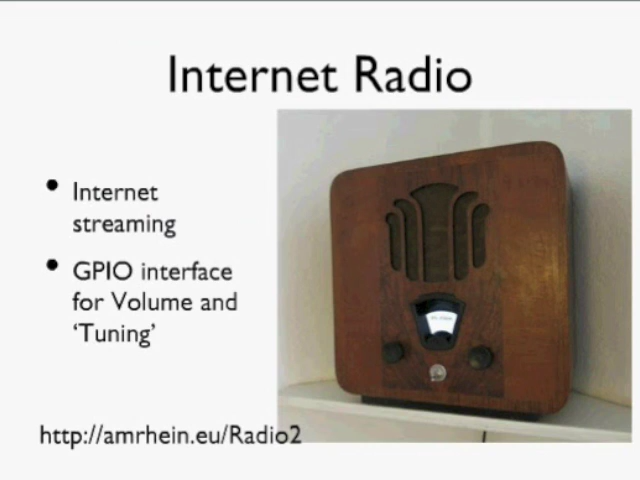 Internet Radio
• Internet
streaming
• GPIO interface
for Volume and
‘Tuning’
http://amrhein.eu/Radio2